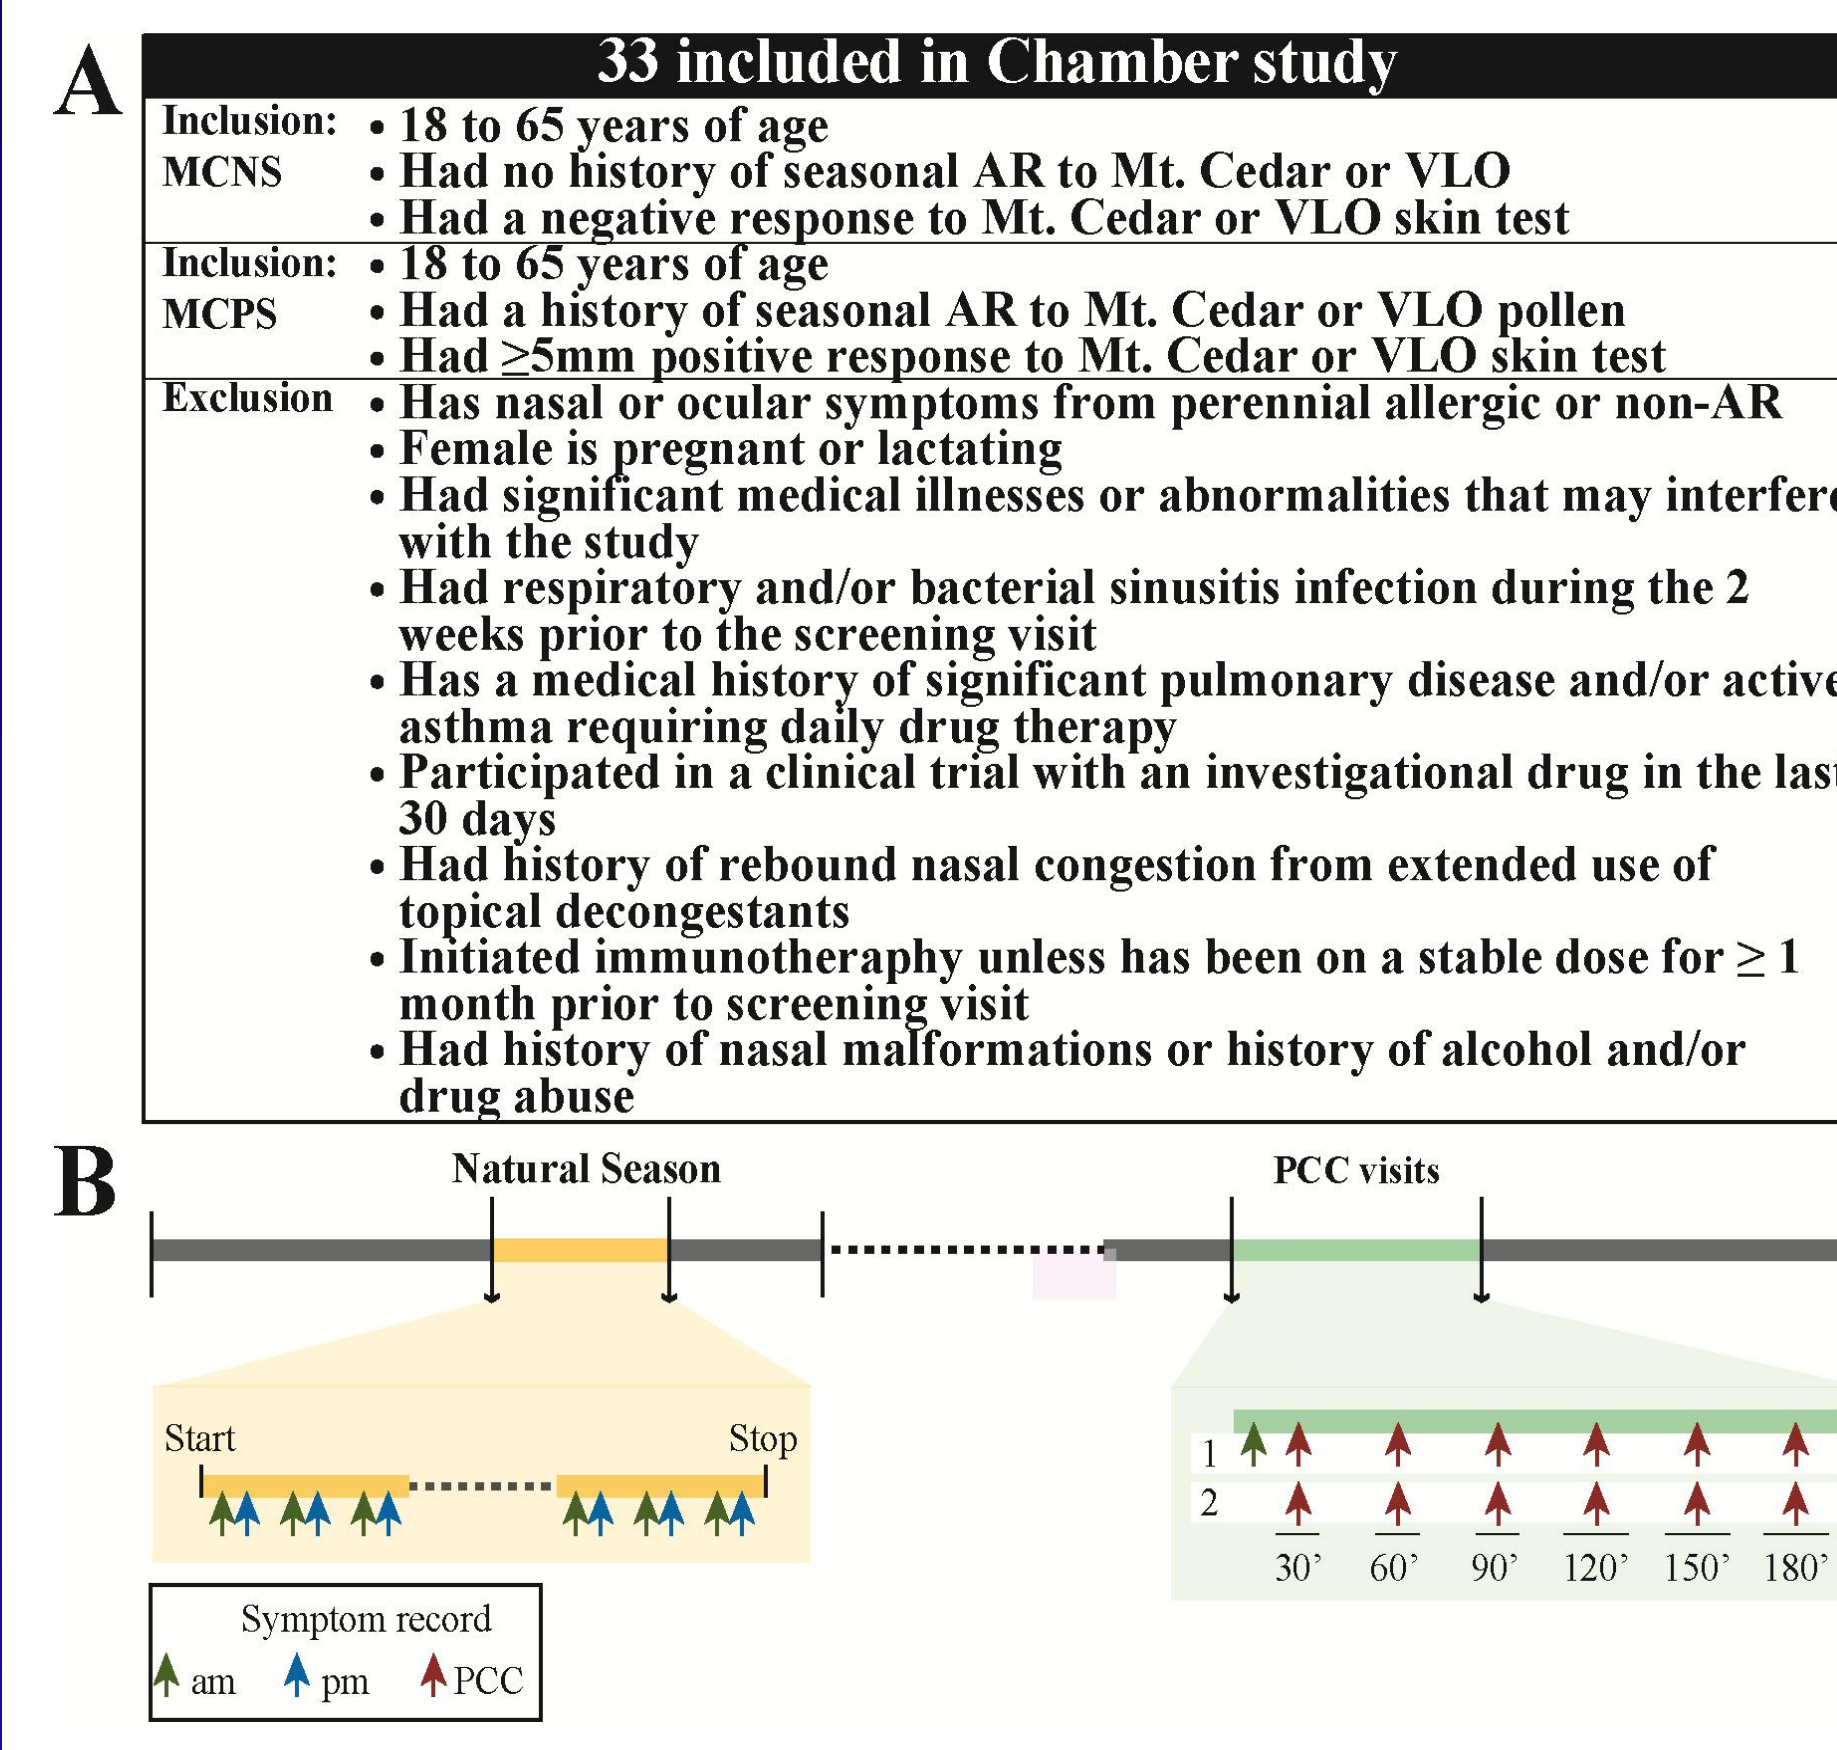 A
33 included in Chamber study
Inclusion: • 18 to 65 years of age
MCNS • Had no history of seasonal AR to Mt. Cedar or VLO
• Had a negative response to Mt. Cedar or VLO skin test
Inclusion: • 18 to 65 years of age
MCPS • Had a history of seasonal AR to Mt. Cedar or VLO pollen
• Had ≥5mm positive response to Mt. Cedar or VLO skin test
Exclusion • Has nasal or ocular symptoms from perennial allergic or non-AR
• Female is pregnant or lactating
• Had significant medical illnesses or abnormalities that may interfere
with the study
• Had respiratory and/or bacterial sinusitis infection during the 2
weeks prior to the screening visit
• Has a medical history of significant pulmonary disease and/or active
asthma requiring daily drug therapy
• Participated in a clinical trial with an investigational drug in the last
30 days
• Had history of rebound nasal congestion from extended use of
topical decongestants
• Initiated immunotheraphy unless has been on a stable dose for ≥ 1
month prior to screening visit
• Had history of nasal malformations or history of alcohol and/or
drug abuse
B
Natural Season
PCC visits
Start
Stop
1
2
30’ 60’ 90’ 120’ 150’ 180’
Symptom record
am pm PCC